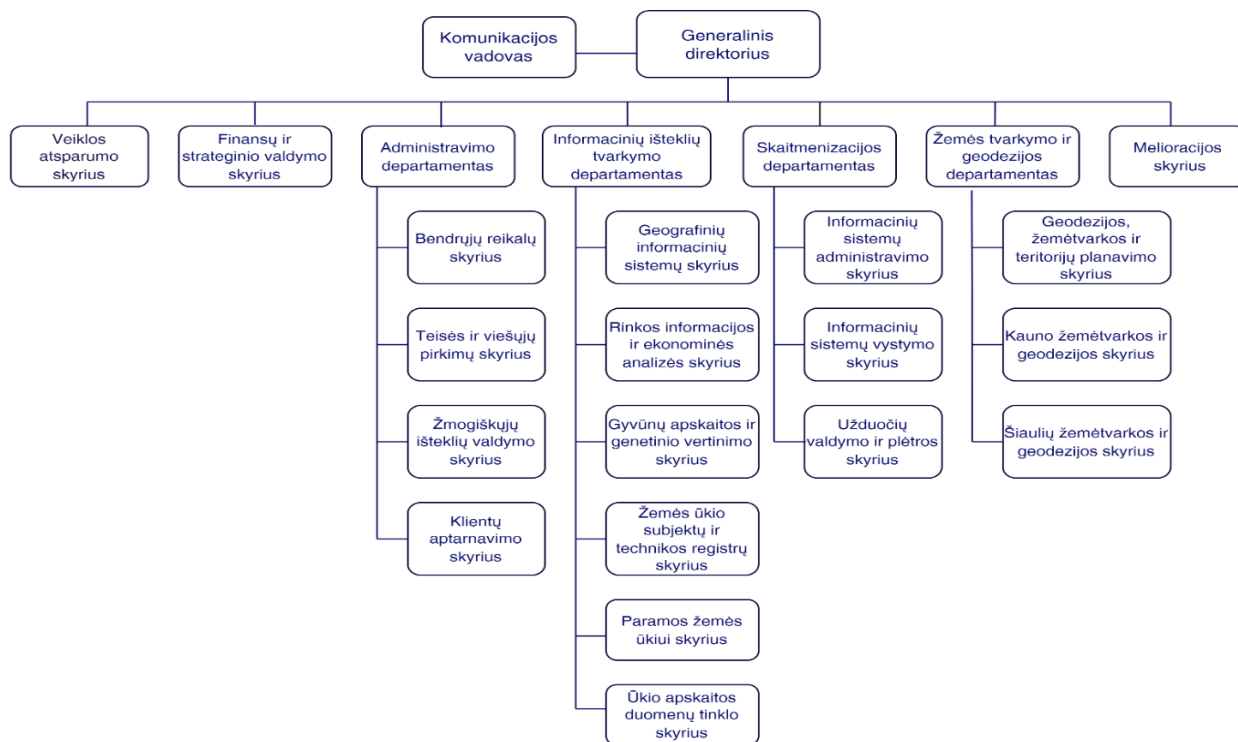 Komunikacijos
vadovas
Generalinis
direktorius
Veiklos
atsparumo
skyrius
Finansų ir
strateginio valdymo
skyrius
Administravimo
departamentas
Informacinių išteklių
tvarkymo
departamentas
Skaitmenizacijos
departamentas
Žemės tvarkymo ir
geodezijos
departamentas
Melioracijos
skyrius
Bendrųjų reikalų
skyrius
Teisės ir viešųjų
pirkimų skyrius
Žmogiškųjų
išteklių valdymo
skyrius
Klientų
aptarnavimo
skyrius
Geografinių
informacinių
sistemų skyrius
Rinkos informacijos
ir ekonominės
analizės skyrius
Gyvūnų apskaitos ir
genetinio vertinimo
skyrius
Žemės ūkio
subjektų ir
technikos registrų
skyrius
Paramos žemės
ūkiui skyrius
Ūkio apskaitos
duomenų tinklo
skyrius
Informacinių
sistemų
administravimo
skyrius
Informacinių
sistemų vystymo
skyrius
Užduočių
valdymo ir plėtros
skyrius
Geodezijos,
žemėtvarkos ir
teritorijų planavimo
skyrius
Kauno žemėtvarkos ir
geodezijos skyrius
Šiaulių žemėtvarkos ir
geodezijos skyrius